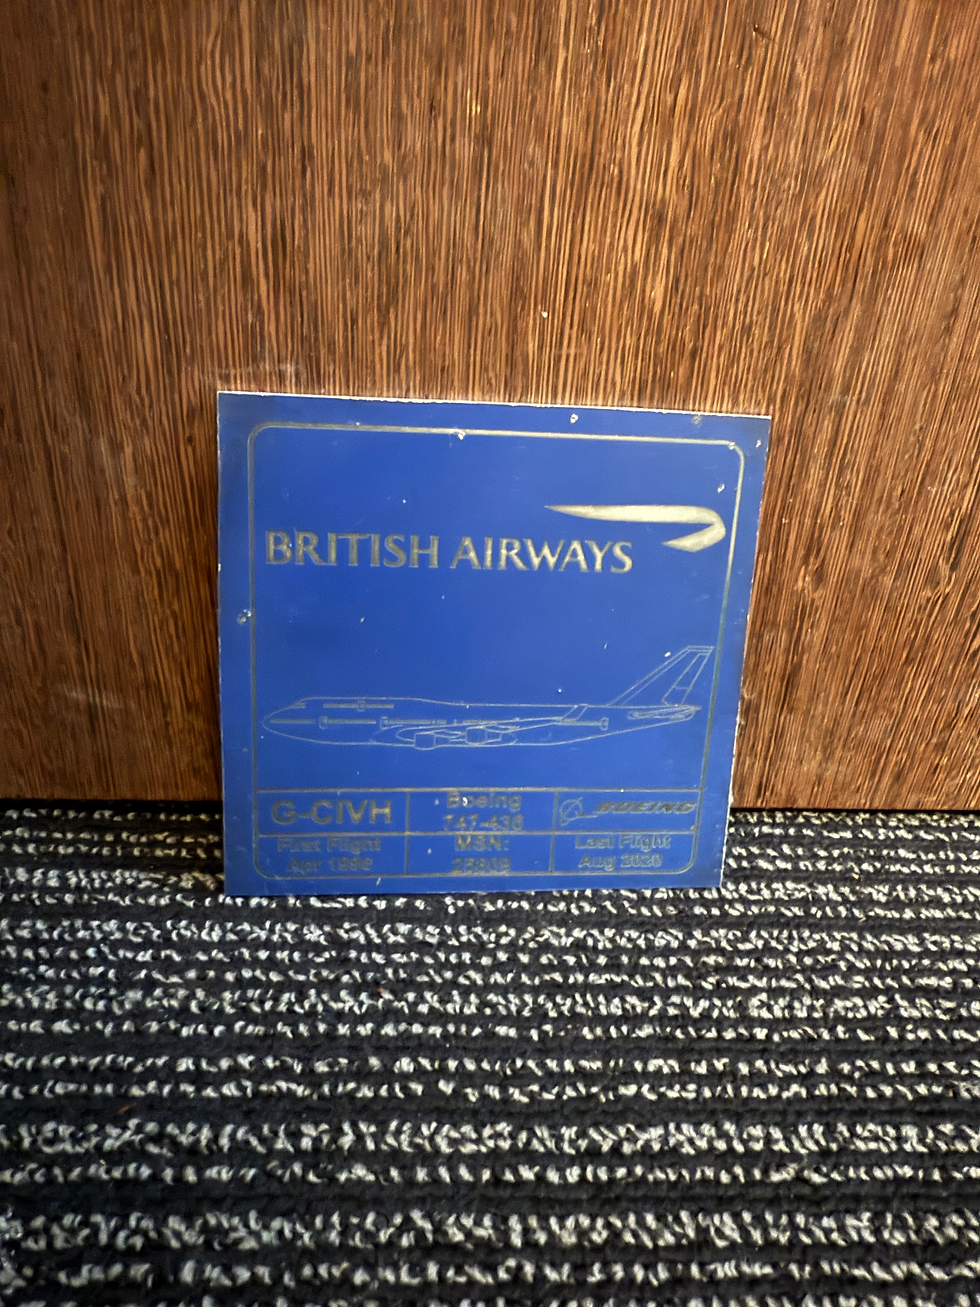 BRITISH AIRWAYS
G-CIVH
Boeing
747-436
BOEING
First Flight
Apr 1996
MSN:
25809
Last Flight
Aug 2020